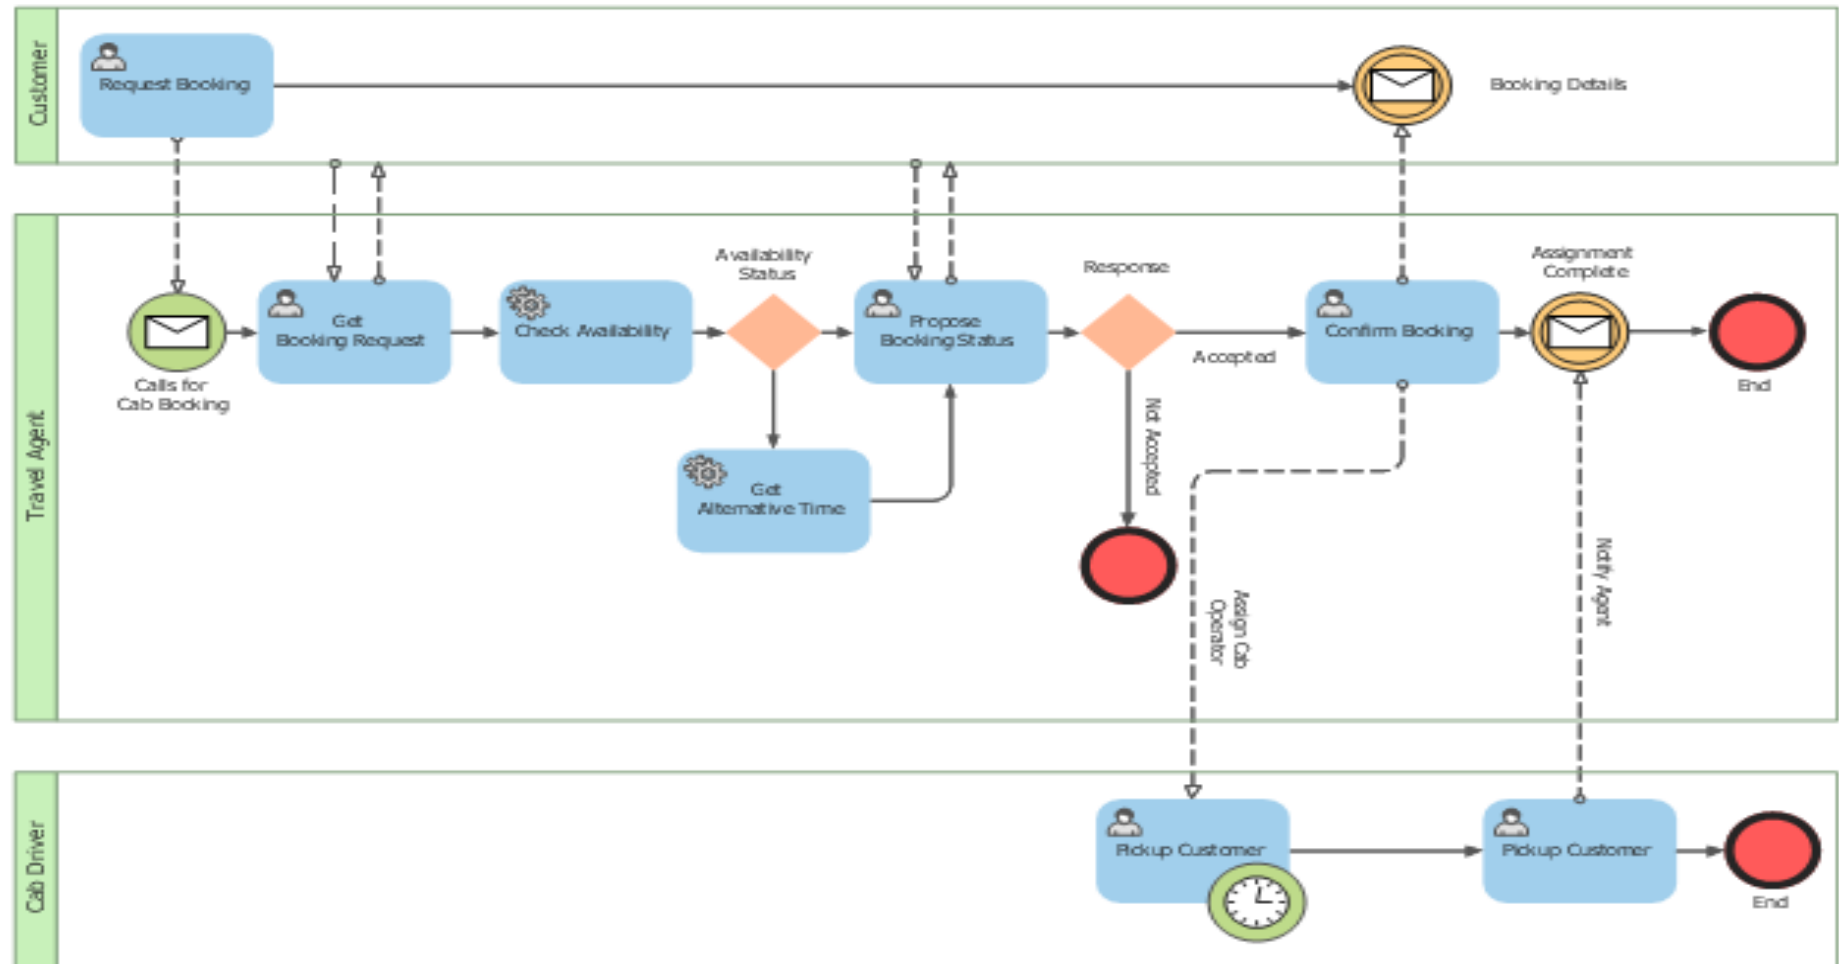 Customer
Request Booking
Booking Details
Travel Agent
Calls for
Cab Booking
Get
Booking Request
Check Availability
Availability
Status
Get
Alternative Time
Propose
Booking Status
Response
Accepted
Not Accepted
Confirm Booking
Assignment
Complete
End
Assign Cab
Operator
Notify Agent
Cab Driver
Pickup Customer
Pickup Customer
End